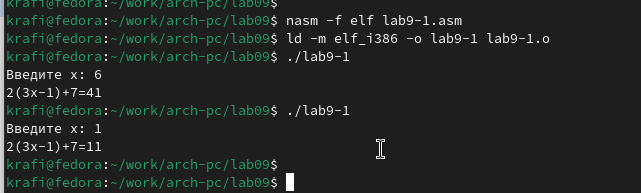 krafi@fedora:~/work/arch-pc/lab09$
krafi@fedora:~/work/arch-pc/lab09$ nasm -f elf lab9-1.asm
krafi@fedora:~/work/arch-pc/lab09$ ld -m elf_i386 -o lab9-1 lab9-1.o
krafi@fedora:~/work/arch-pc/lab09$ ./lab9-1
Введите x: 6
2(3x-1)+7=41
krafi@fedora:~/work/arch-pc/lab09$ ./lab9-1
Введите x: 1
2(3x-1)+7=11
krafi@fedora:~/work/arch-pc/lab09$
krafi@fedora:~/work/arch-pc/lab09$